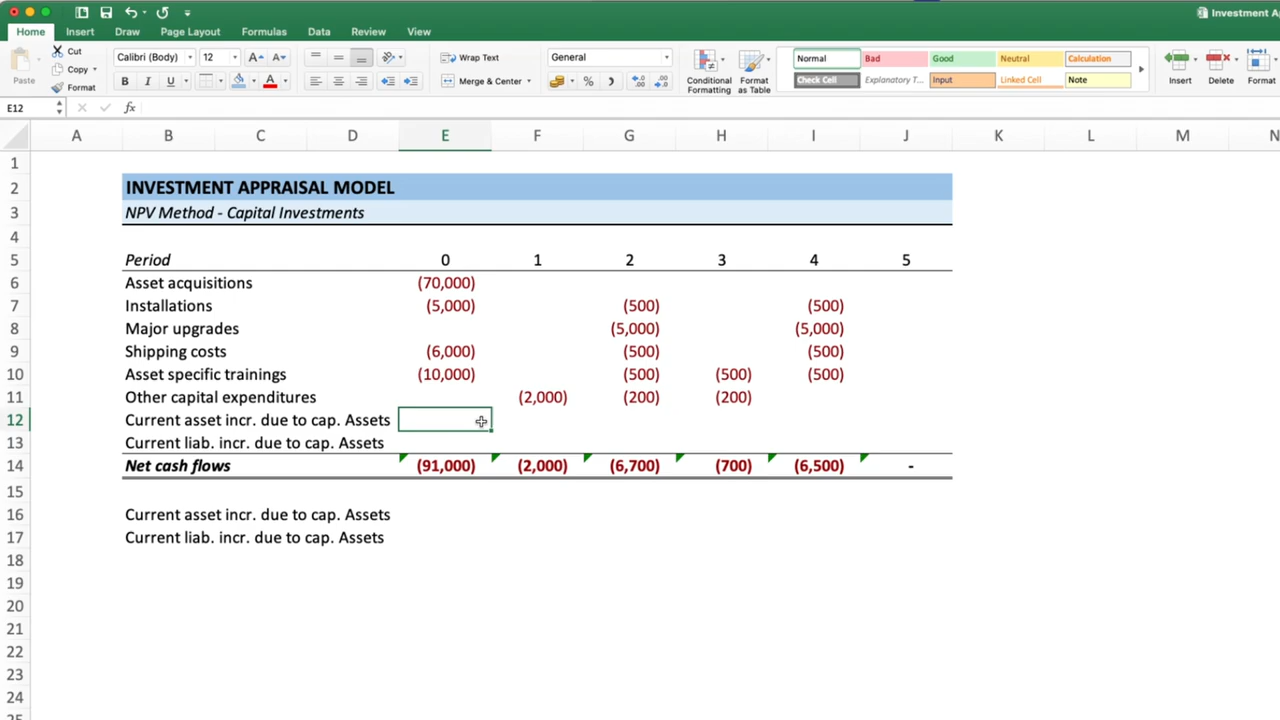 Investment A
Home Insert Draw Page Layout Formulas Data Review View
Paste Cut Copy Format
Calibri (Body) 12 A A
B I U A
Wrap Text
Merge & Center
General
% )
Conditional Formatting
Format as Table
Normal Bad Good Neutral Calculation
Check Cell Explanatory T... Input Linked Cell Note
Insert Delete Format
E12 fx
A B C D E F G H I J K L M N
1
2 INVESTMENT APPRAISAL MODEL
3 NPV Method - Capital Investments
4
5 Period 0 1 2 3 4 5
6 Asset acquisitions (70,000)
7 Installations (5,000) (500) (500)
8 Major upgrades (5,000) (5,000)
9 Shipping costs (6,000) (500) (500)
10 Asset specific trainings (10,000) (500) (500) (500)
11 Other capital expenditures (2,000) (200) (200)
12 Current asset incr. due to cap. Assets
13 Current liab. incr. due to cap. Assets
14 Net cash flows (91,000) (2,000) (6,700) (700) (6,500) -
15
16 Current asset incr. due to cap. Assets
17 Current liab. incr. due to cap. Assets
18
19
20
21
22
23
24
25